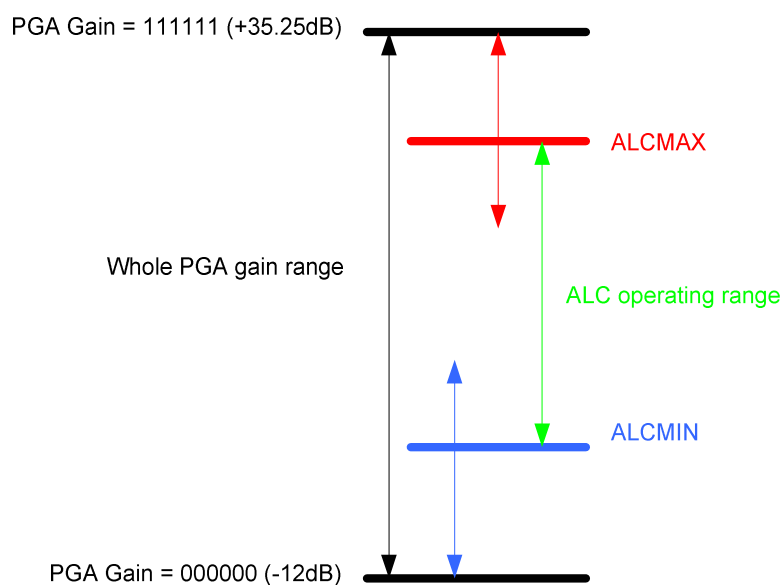 PGA Gain = 111111 (+35.25dB)
ALCMAX
Whole PGA gain range
ALC operating range
ALCMIN
PGA Gain = 000000 (-12dB)